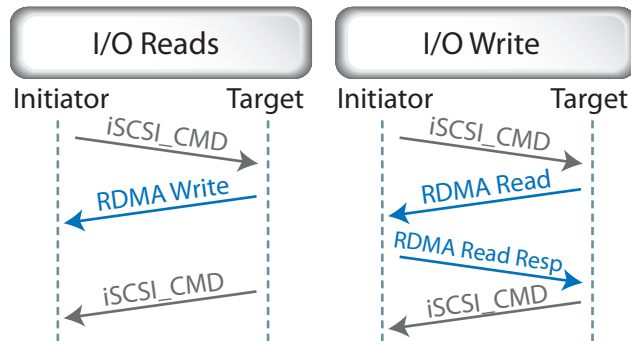 I/O Reads
Initiator Target
iSCSI_CMD
RDMA Write
iSCSI_CMD
I/O Write
Initiator Target
iSCSI_CMD
RDMA Read
RDMA Read Resp
iSCSI_CMD